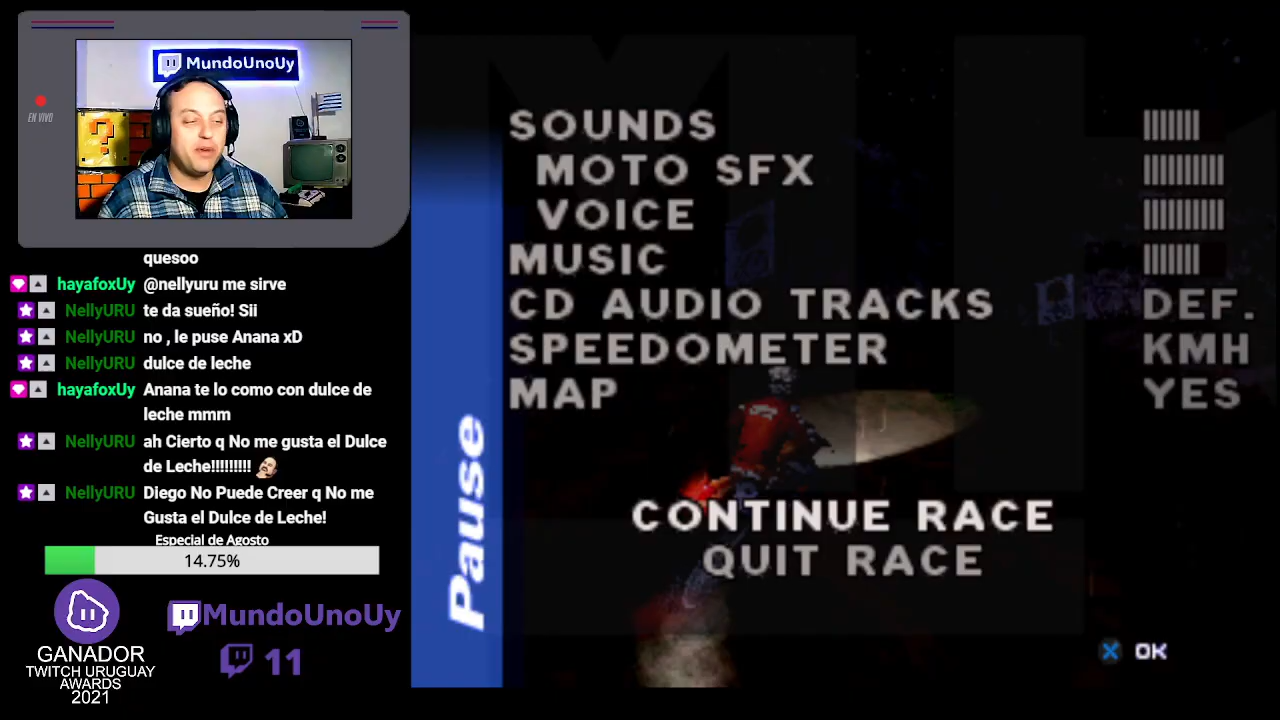 MundoUnoUy
EN VIVO
quesoo
hayafoxUy @nellyuru me sirve
NellyURU te da sueño! Sii
NellyURU no , le puse Anana xD
NellyURU dulce de leche
hayafoxUy Anana te lo como con dulce de
leche mmm
NellyURU ah Cierto q No me gusta el Dulce
de Leche!!!!!!!!!
NellyURU Diego No Puede Creer q No me
Gusta el Dulce de Leche!
Especial de Agosto
14.75%
GANADOR
TWITCH URUGUAY
AWARDS
2021
MundoUnoUy
11
Pause
SOUNDS
MOTO SFX
VOICE
MUSIC
CD AUDIO TRACKS DEF.
SPEEDOMETER KMH
MAP YES
CONTINUE RACE
QUIT RACE
OK